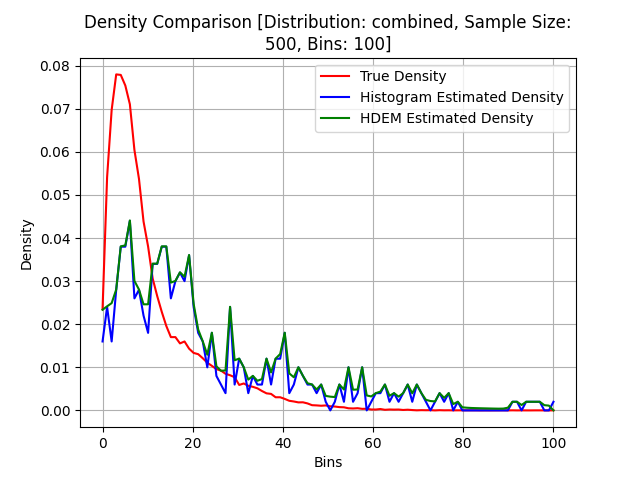 Density Comparison [Distribution: combined, Sample Size:
500, Bins: 100]
True Density
Histogram Estimated Density
HDEM Estimated Density
Density
0.08
0.07
0.06
0.05
0.04
0.03
0.02
0.01
0.00
0 20 40 60 80 100
Bins